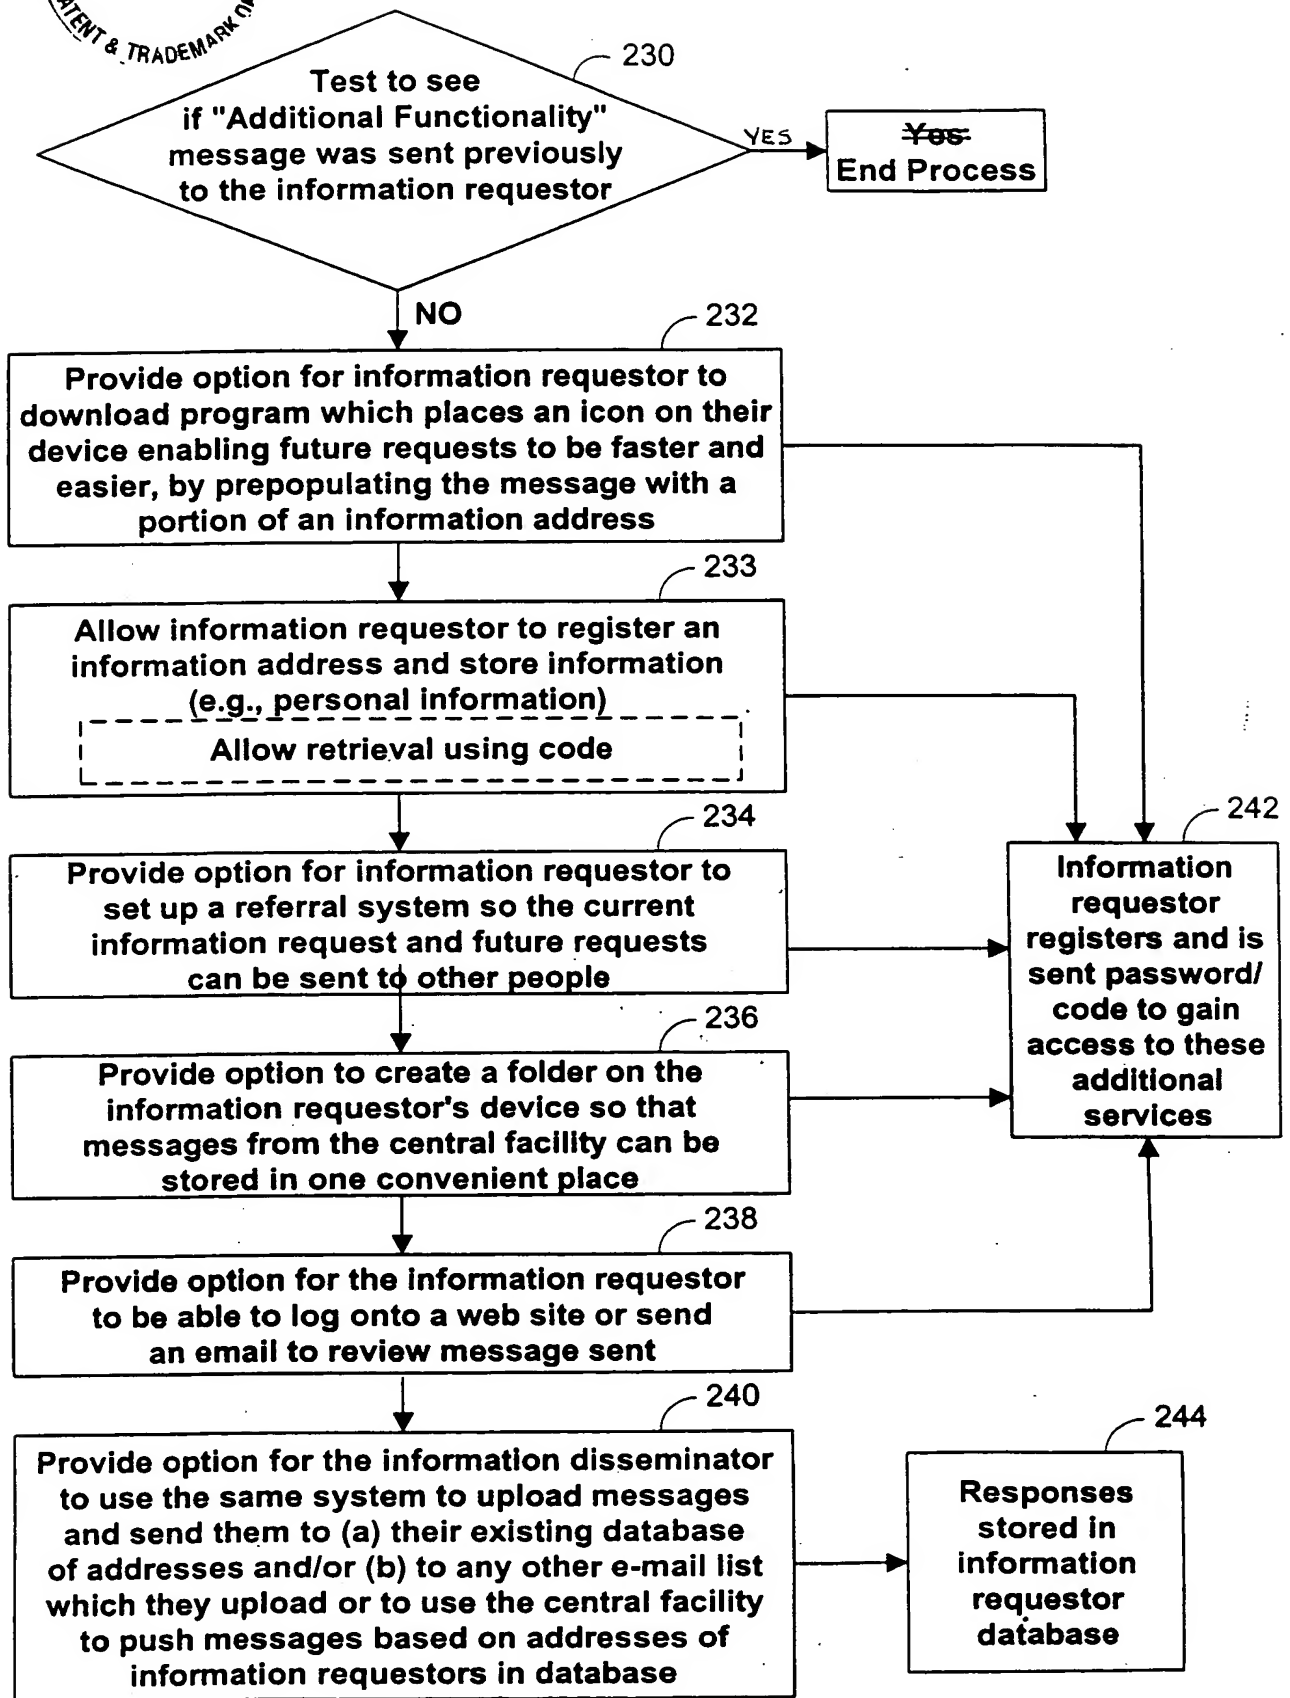 ATENT & TRADEMARK
230
Test to see
if "Additional Functionality"
message was sent previously
to the information requestor
YES
Yes
End Process
NO
232
Provide option for information requestor to
download program which places an icon on their
device enabling future requests to be faster and
easier, by prepopulating the message with a
portion of an information address
233
Allow information requestor to register an
information address and store information
(e.g., personal information)
Allow retrieval using code
234
Provide option for information requestor to
set up a referral system so the current
information request and future requests
can be sent to other people
242
Information
requestor
registers and is
sent password/
code to gain
access to these
additional
services
236
Provide option to create a folder on the
information requestor's device so that
messages from the central facility can be
stored in one convenient place
238
Provide option for the information requestor
to be able to log onto a web site or send
an email to review message sent
240
Provide option for the information disseminator
to use the same system to upload messages
and send them to (a) their existing database
of addresses and/or (b) to any other e-mail list
which they upload or to use the central facility
to push messages based on addresses of
information requestors in database
244
Responses
stored in
information
requestor
database